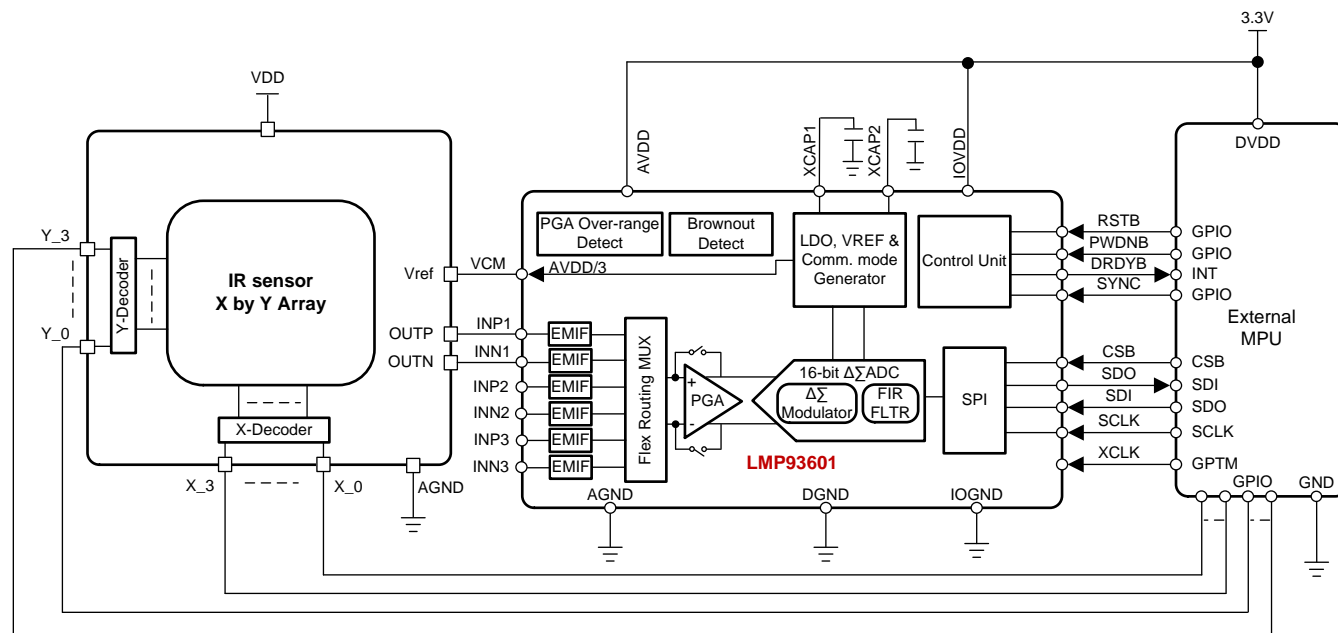 3.3V
VDD
AVDD
XCAP1
XCAP2
IOVDD
DVDD
PGA Over-range
Detect
Brownout
Detect
LDO, VREF &
Comm. mode
Generator
Control Unit
RSTB
PWDNB
DRDYB
SYNC
GPIO
GPIO
INT
GPIO
Y_3
Y_0
Y-Decoder
IR sensor
X by Y Array
Vref
VCM
AVDD/3
OUTP
OUTN
INP1
INN1
INP2
INN2
INP3
INN3
EMIF
EMIF
EMIF
EMIF
EMIF
EMIF
Flex Routing MUX
+
PGA
-
16-bit ΔΣADC
ΔΣ
Modulator
FIR
FLTR
SPI
External
MPU
CSB
SDO
SDI
SCLK
XCLK
CSB
SDI
SDO
SCLK
GPTM
LMP93601
X-Decoder
X_3
X_0
AGND
AGND
DGND
IOGND
GPIO
GND